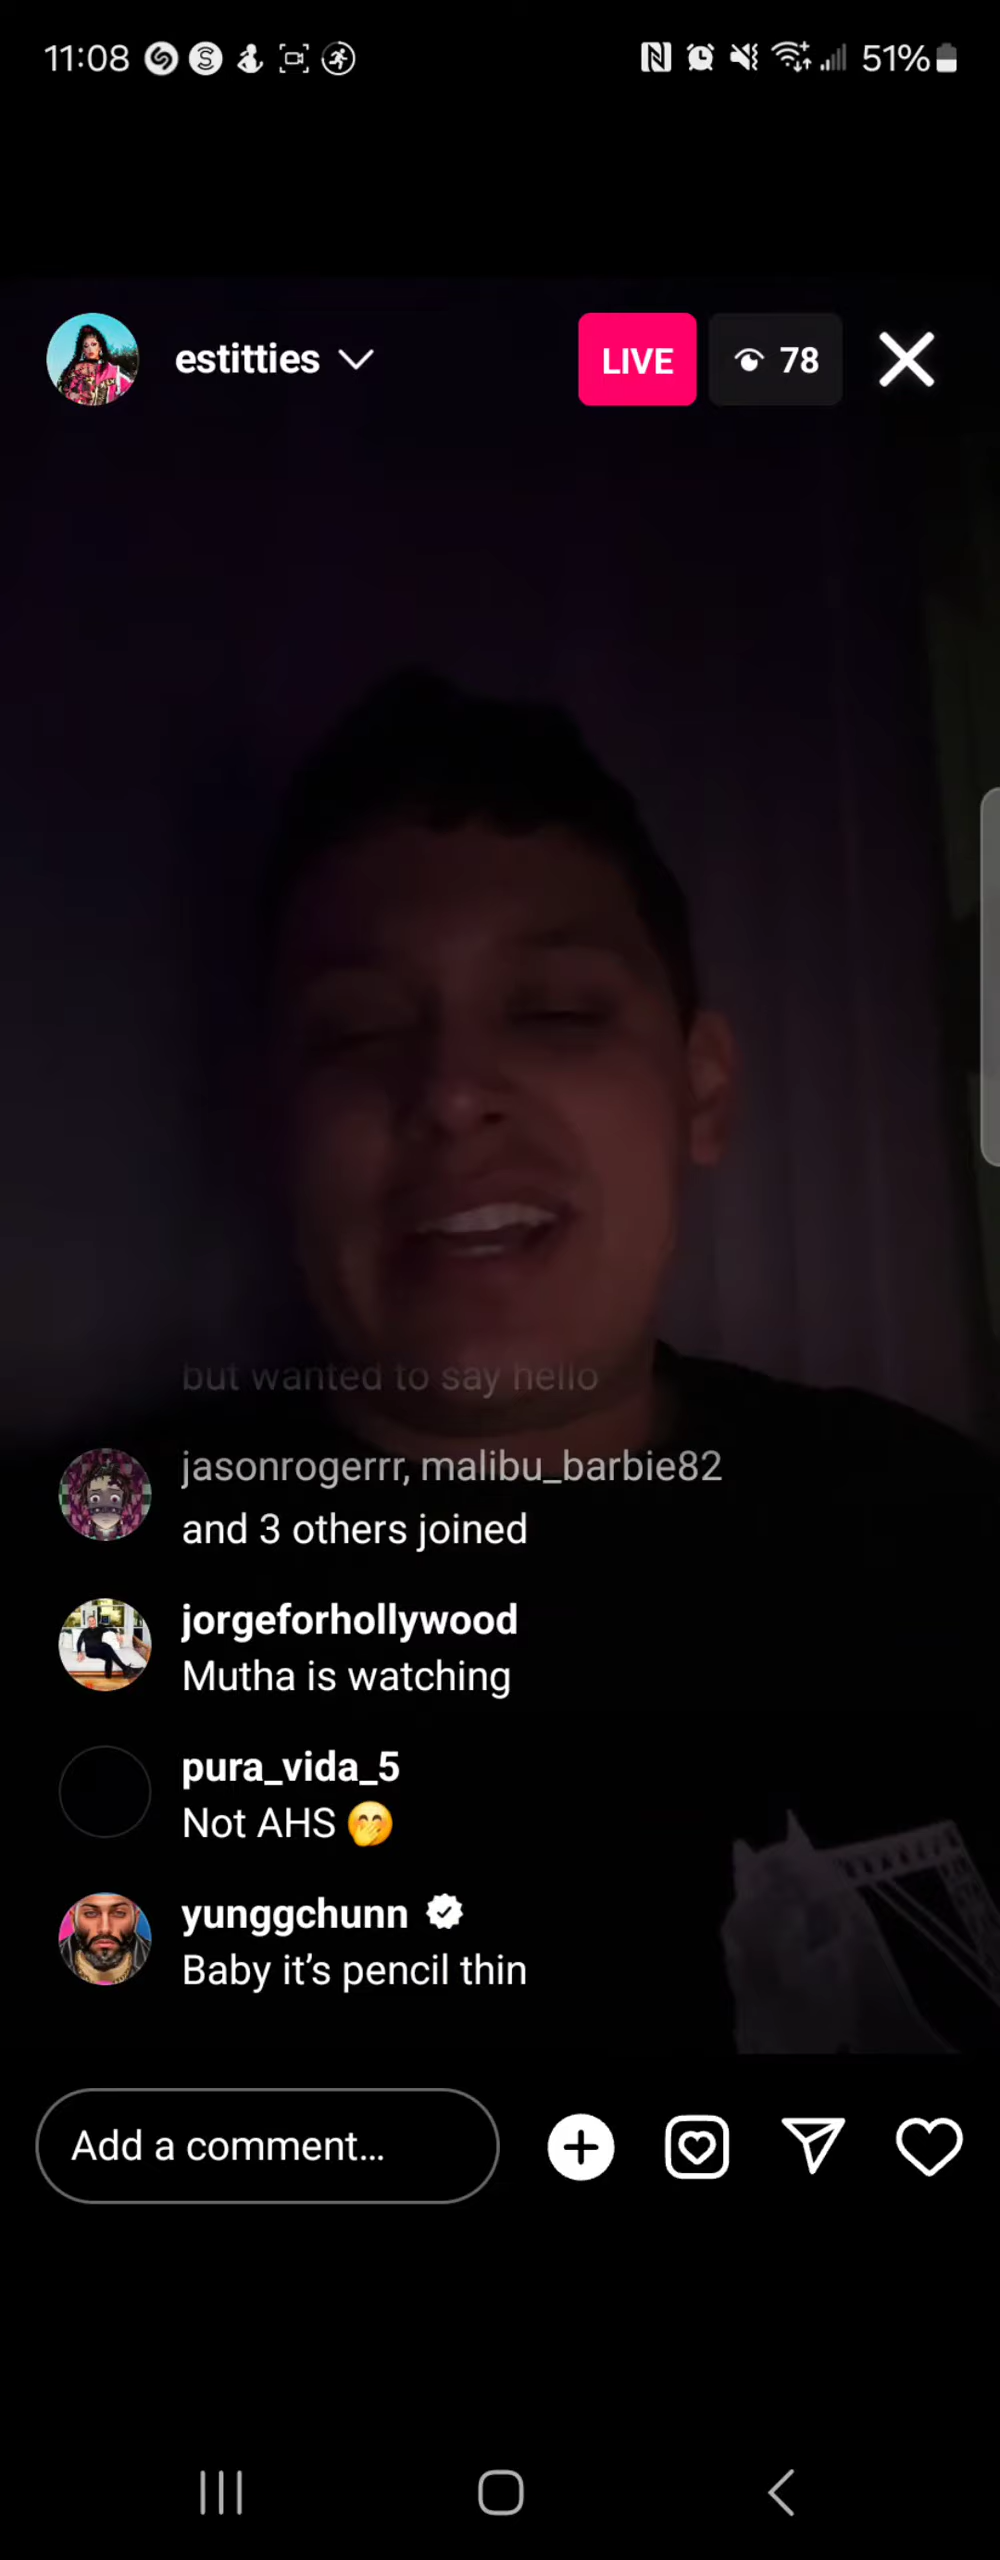 11:08
51%
estitties
LIVE
78
but wanted to say hello
jasonrogerrr, malibu_barbie82
and 3 others joined
jorgeforhollywood
Mutha is watching
pura_vida_5
Not AHS 🤭
yunggchunn
Baby it’s pencil thin
Add a comment...